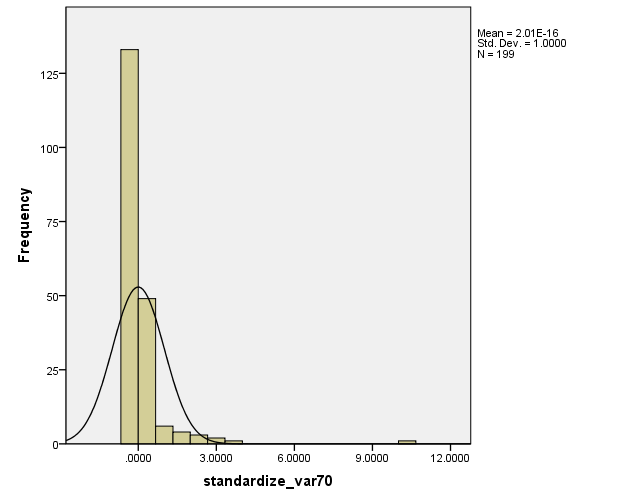 Mean = 2.01E-16
Std. Dev. = 1.0000
N = 199
Frequency
125
100
75
50
25
0
.0000
3.0000
6.0000
9.0000
12.0000
standardize_var70